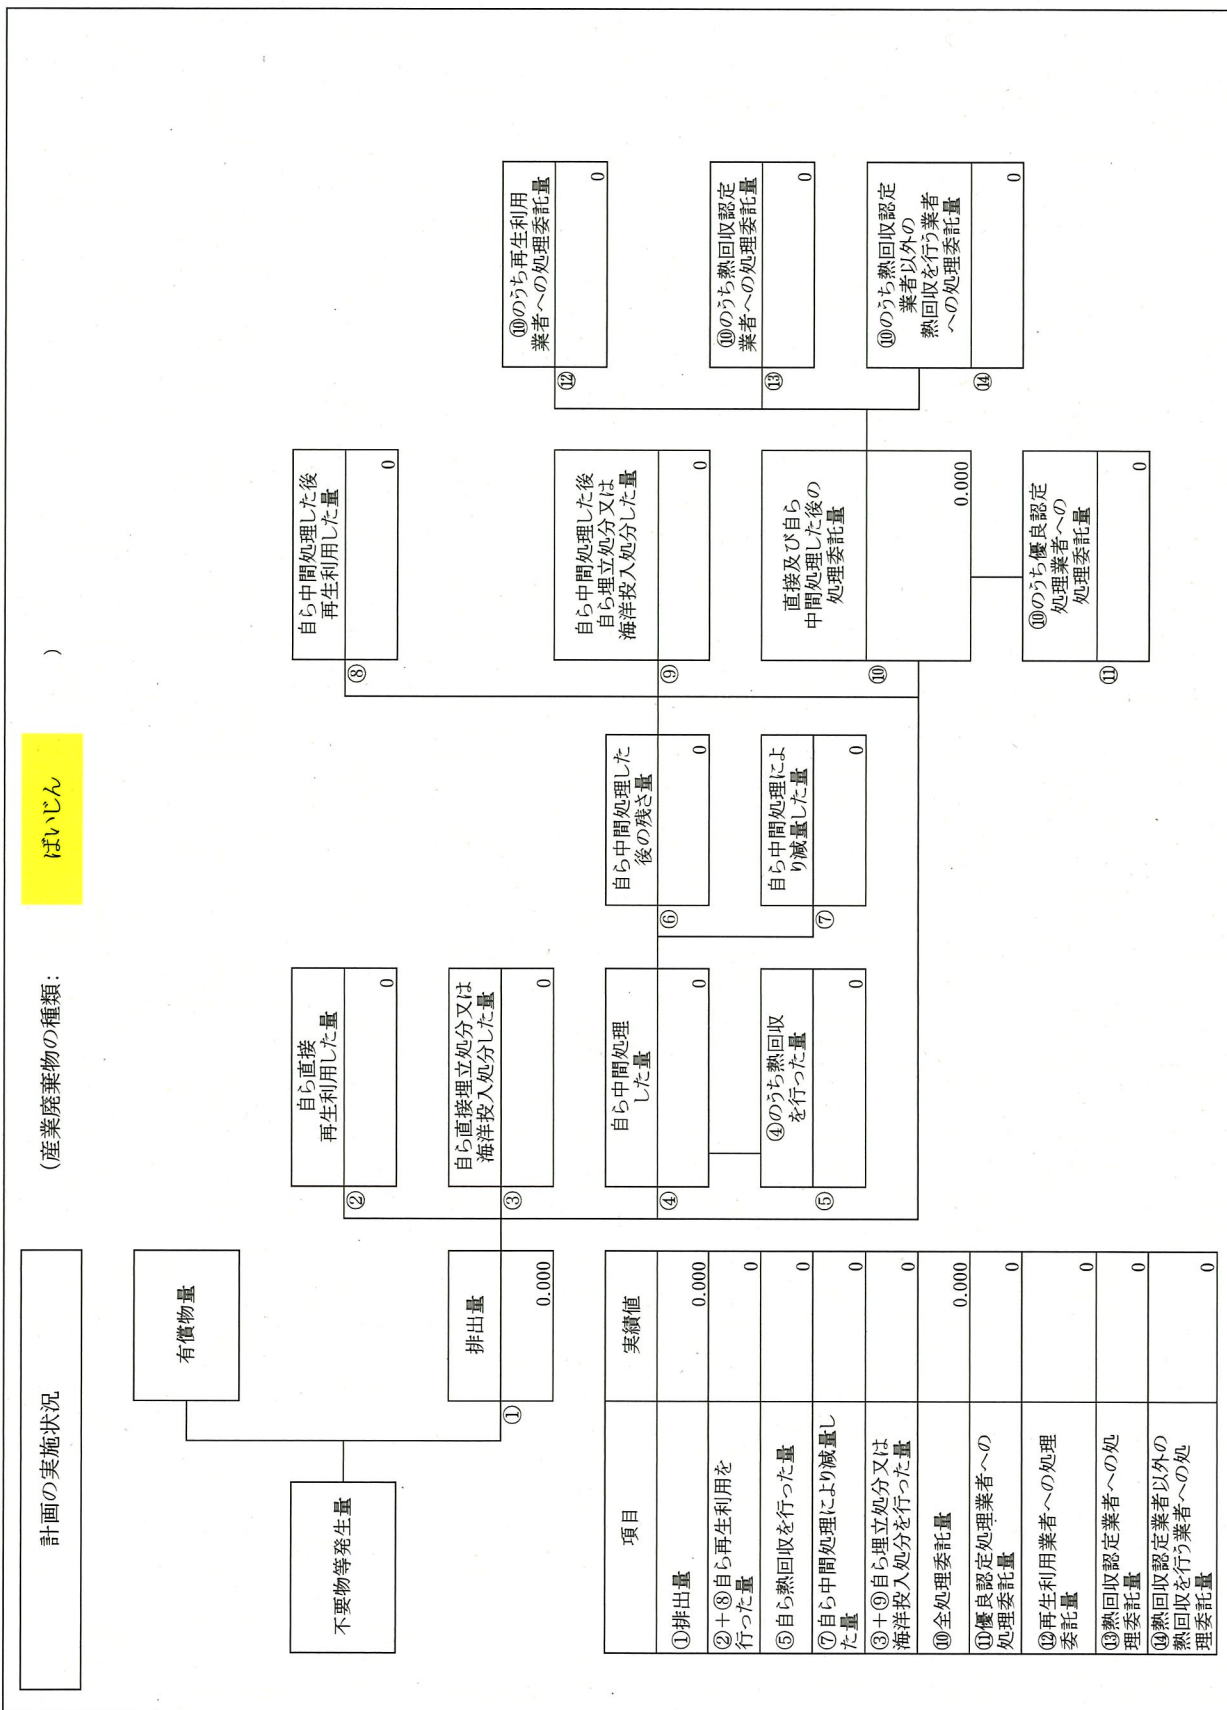 計画の実施状況
(産業廃棄物の種類:
ばいじん
)
不要物等発生量
有償物量
①
排出量
0.000
②
自ら直接
再生利用した量
0
③
自ら直接埋立処分又は
海洋投入処分した量
0
④
自ら中間処理
した量
0
⑤
④のうち熱回収
を行った量
0
⑥
自ら中間処理した
後の残さ量
0
⑦
自ら中間処理によ
り減量した量
0
⑧
自ら中間処理した後
再生利用した量
0
⑨
自ら中間処理した後
自ら埋立処分又は
海洋投入処分した量
0
⑩
直接及び自ら
中間処理した後の
処理委託量
0.000
⑪
⑩のうち優良認定
処理業者への
処理委託量
0
⑫
⑩のうち再生利用
業者への処理委託量
0
⑬
⑩のうち熱回収認定
業者への処理委託量
0
⑭
⑩のうち熱回収認定
業者以外の
熱回収を行う業者
への処理委託量
0
項目
実績値
①排出量
0.000
②+⑧自ら再生利用を
行った量
0
⑤自ら熱回収を行った量
0
⑦自ら中間処理により減量し
た量
0
③+⑨自ら埋立処分又は
海洋投入処分を行った量
0
⑩全処理委託量
0.000
⑪優良認定処理業者への
処理委託量
0
⑫再生利用業者への処理
委託量
0
⑬熱回収認定業者への処
理委託量
0
⑭熱回収認定業者以外の
熱回収を行う業者への処
理委託量
0